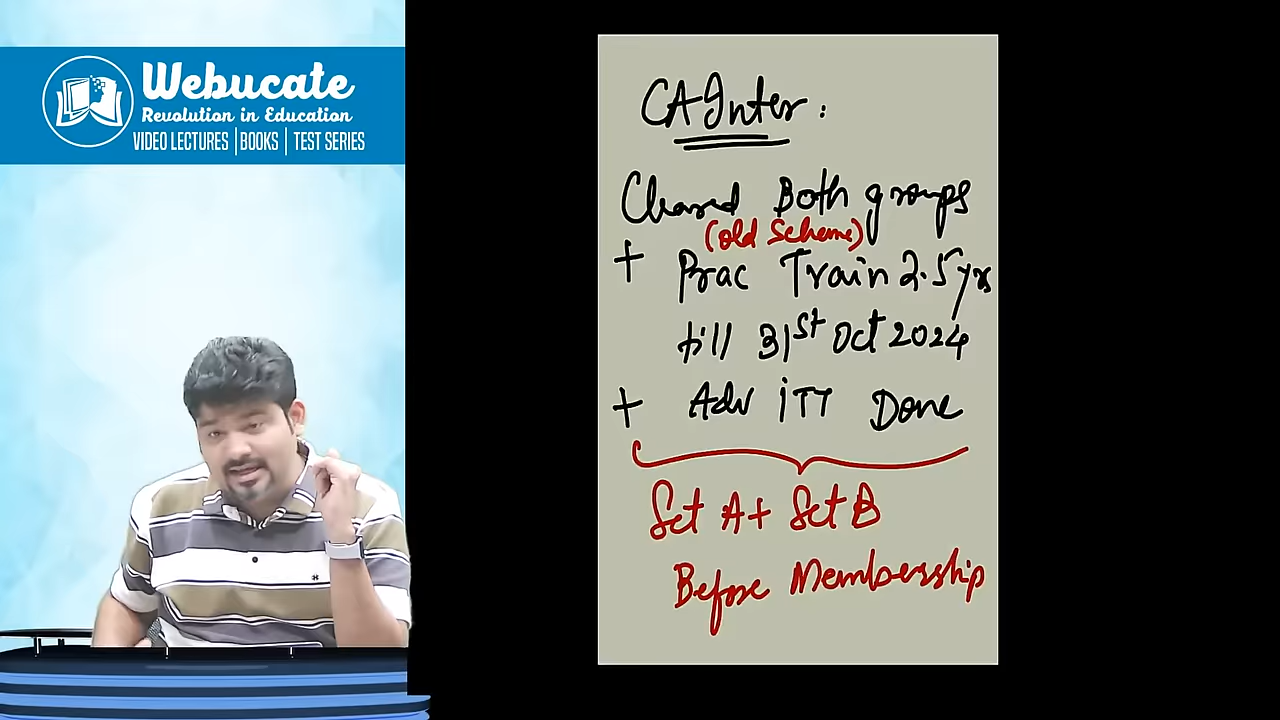 Webucate
Revolution in Education
VIDEO LECTURES | BOOKS | TEST SERIES
CA Inter :
Cleared Both groups
(old Scheme)
+ Prac Train 2.5 yrs
till 31st Oct 2024
+ Adv ITT Done
Set A + Set B
Before Membership